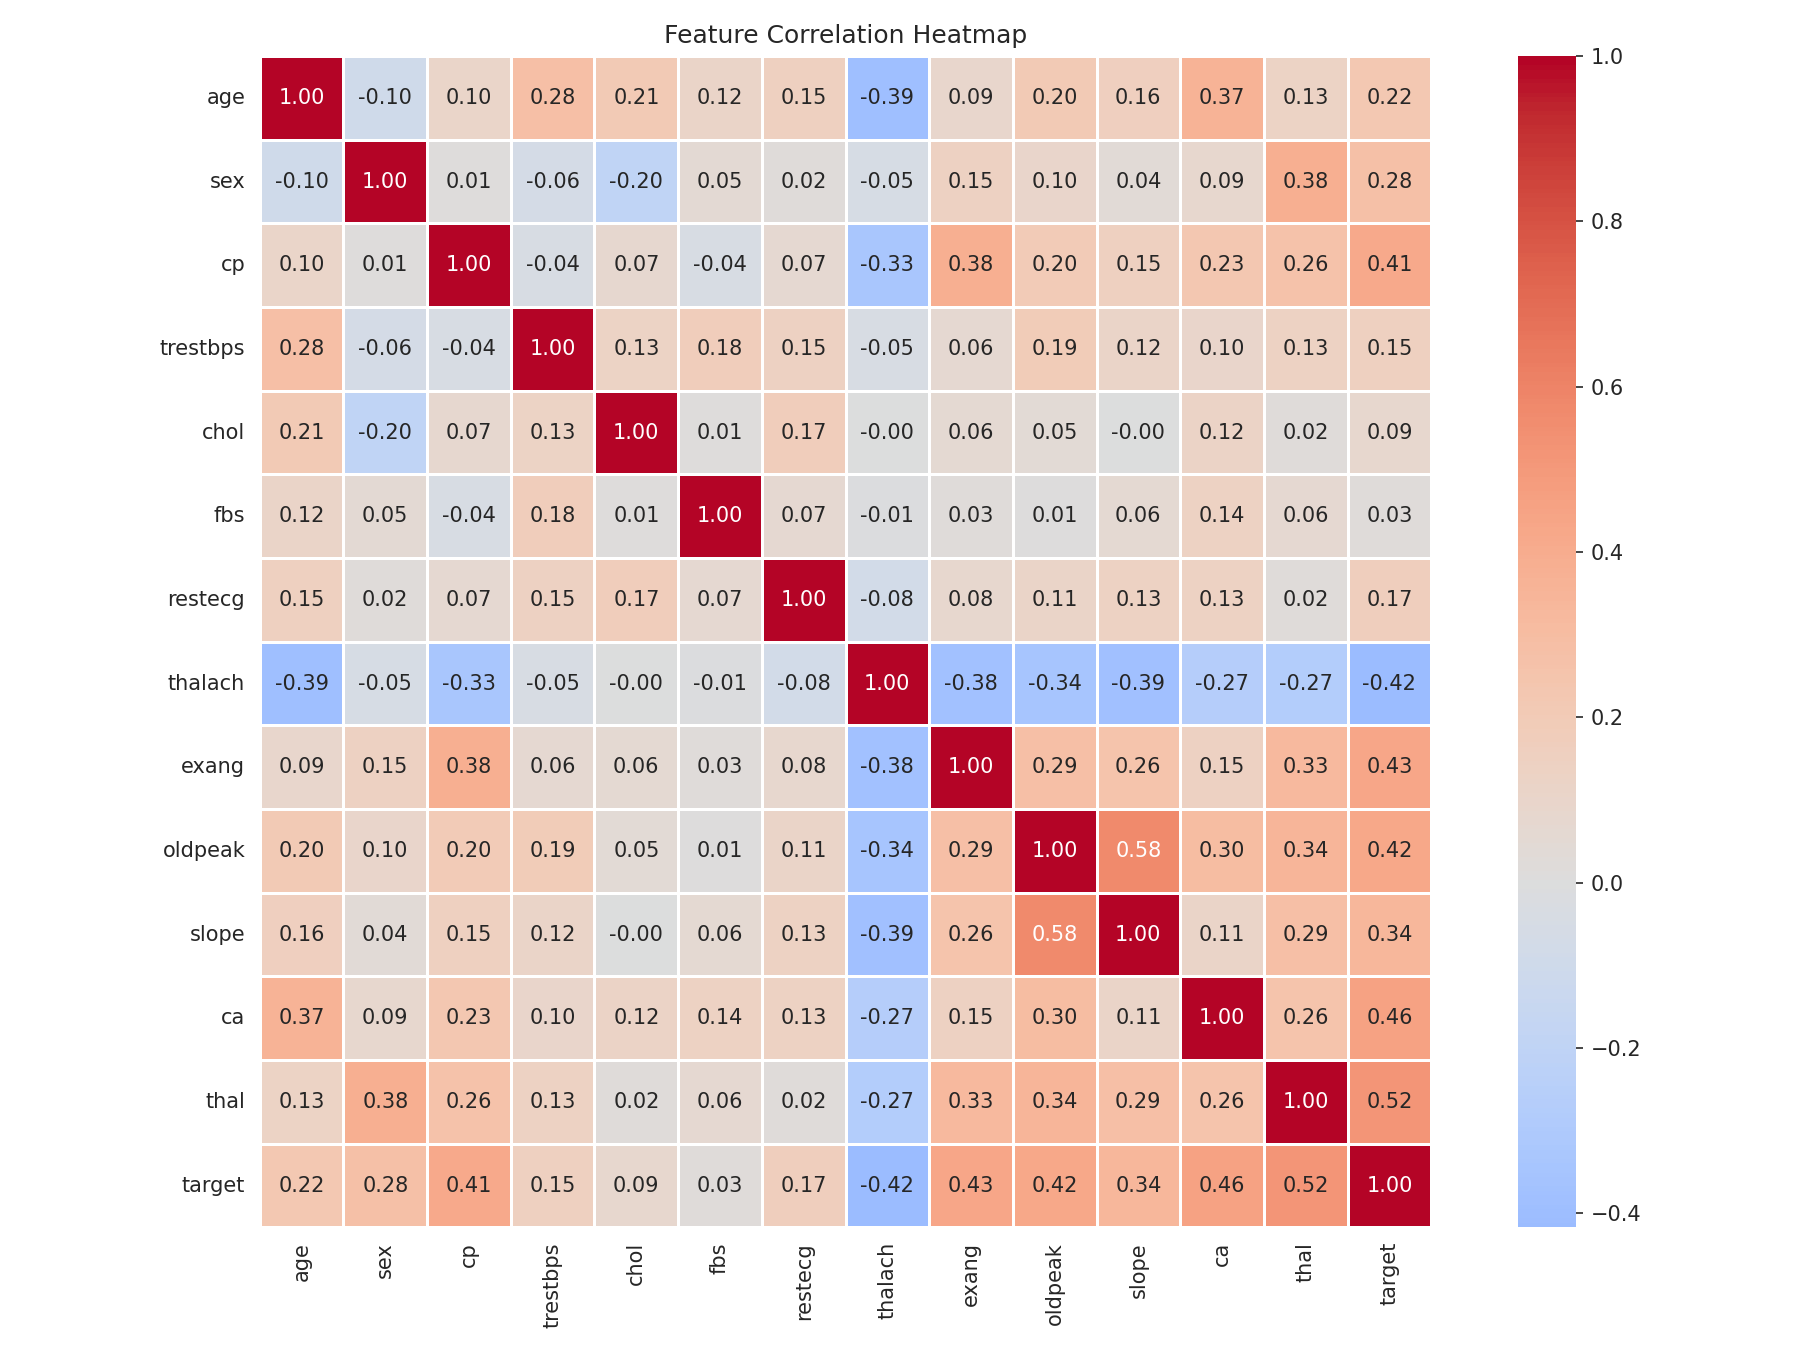 Feature Correlation Heatmap
age 1.00 -0.10 0.10 0.28 0.21 0.12 0.15 -0.39 0.09 0.20 0.16 0.37 0.13 0.22
sex -0.10 1.00 0.01 -0.06 -0.20 0.05 0.02 -0.05 0.15 0.10 0.04 0.09 0.38 0.28
cp 0.10 0.01 1.00 -0.04 0.07 -0.04 0.07 -0.33 0.38 0.20 0.15 0.23 0.26 0.41
trestbps 0.28 -0.06 -0.04 1.00 0.13 0.18 0.15 -0.05 0.06 0.19 0.12 0.10 0.13 0.15
chol 0.21 -0.20 0.07 0.13 1.00 0.01 0.17 -0.00 0.06 0.05 -0.00 0.12 0.02 0.09
fbs 0.12 0.05 -0.04 0.18 0.01 1.00 0.07 -0.01 0.03 0.01 0.06 0.14 0.06 0.03
restecg 0.15 0.02 0.07 0.15 0.17 0.07 1.00 -0.08 0.08 0.11 0.13 0.13 0.02 0.17
thalach -0.39 -0.05 -0.33 -0.05 -0.00 -0.01 -0.08 1.00 -0.38 -0.34 -0.39 -0.27 -0.27 -0.42
exang 0.09 0.15 0.38 0.06 0.06 0.03 0.08 -0.38 1.00 0.29 0.26 0.15 0.33 0.43
oldpeak 0.20 0.10 0.20 0.19 0.05 0.01 0.11 -0.34 0.29 1.00 0.58 0.30 0.34 0.42
slope 0.16 0.04 0.15 0.12 -0.00 0.06 0.13 -0.39 0.26 0.58 1.00 0.11 0.29 0.34
ca 0.37 0.09 0.23 0.10 0.12 0.14 0.13 -0.27 0.15 0.30 0.11 1.00 0.26 0.46
thal 0.13 0.38 0.26 0.13 0.02 0.06 0.02 -0.27 0.33 0.34 0.29 0.26 1.00 0.52
target 0.22 0.28 0.41 0.15 0.09 0.03 0.17 -0.42 0.43 0.42 0.34 0.46 0.52 1.00
age sex cp trestbps chol fbs restecg thalach exang oldpeak slope ca thal target
1.0
0.8
0.6
0.4
0.2
0.0
−0.2
−0.4